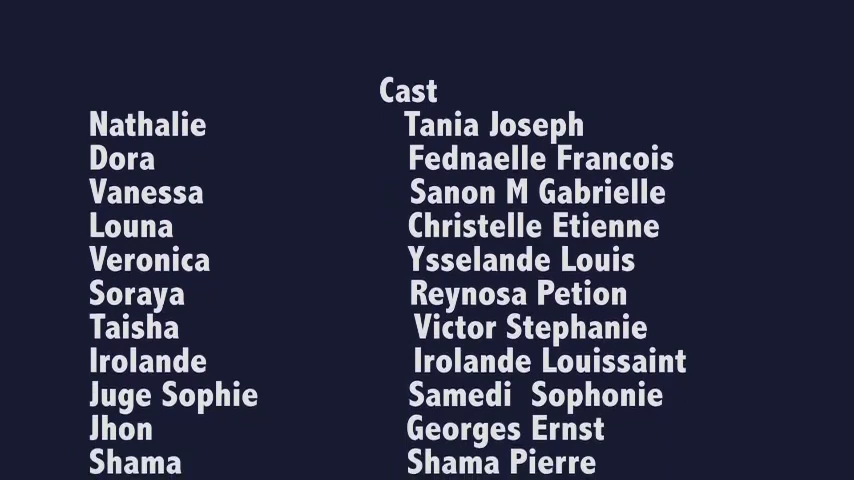 Cast
Nathalie Tania Joseph
Dora Fednaelle Francois
Vanessa Sanon M Gabrielle
Louna Christelle Etienne
Veronica Ysselande Louis
Soraya Reynosa Petion
Taisha Victor Stephanie
Irolande Irolande Louissaint
Juge Sophie Samedi Sophonie
Jhon Georges Ernst
Shama Shama Pierre